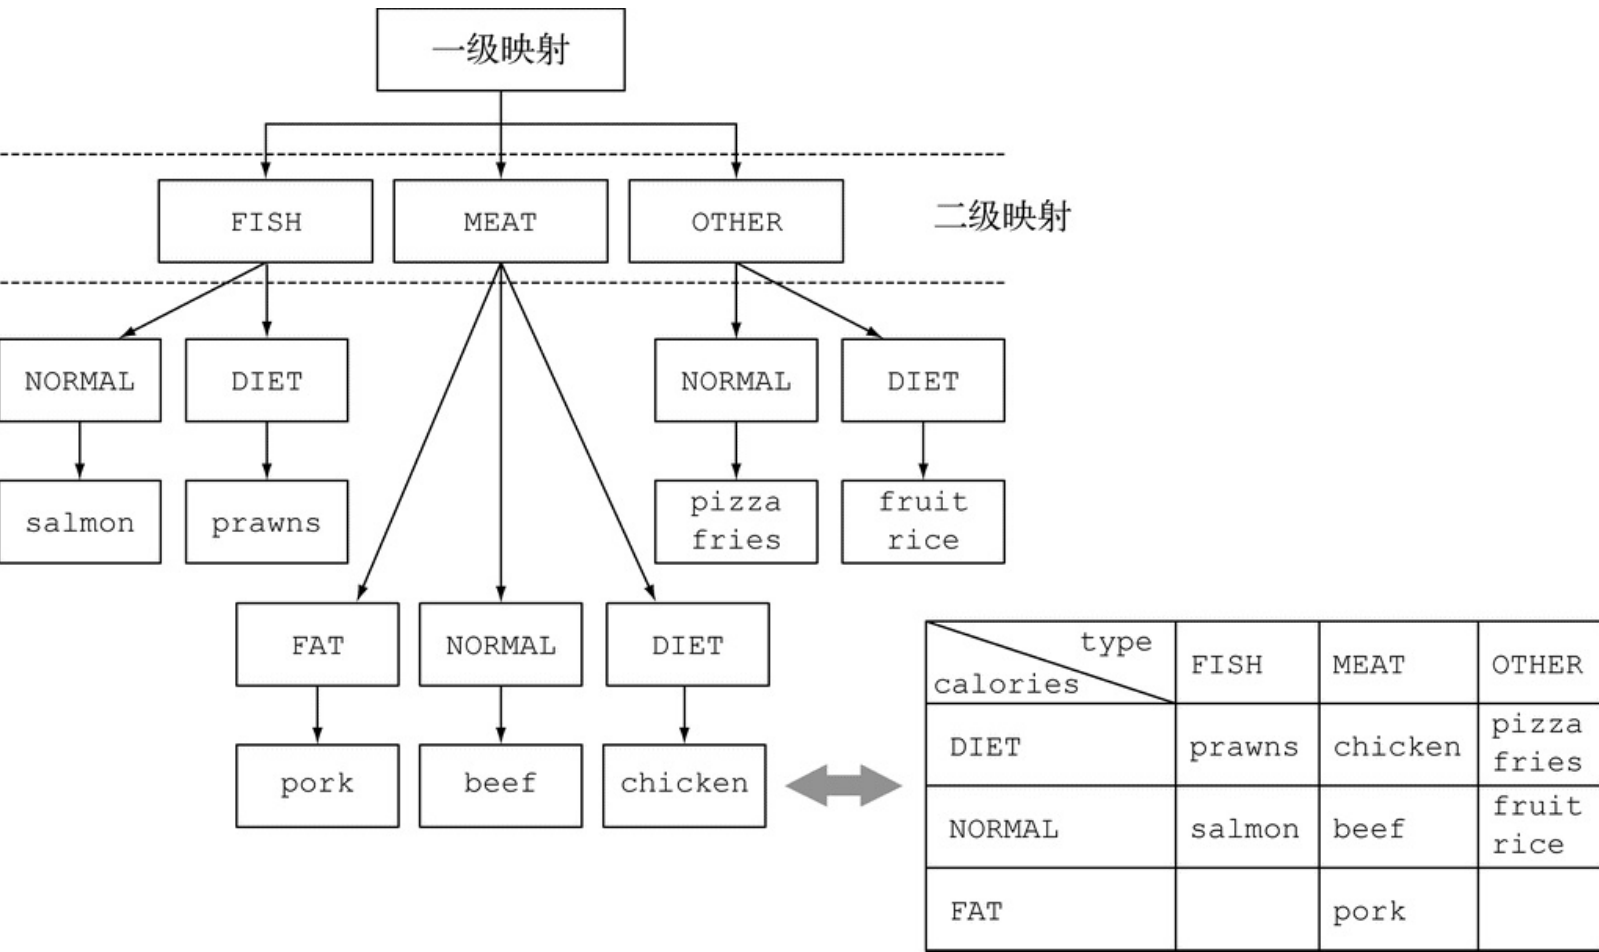 一级映射
FISH
MEAT
OTHER
二级映射
NORMAL
DIET
NORMAL
DIET
salmon
prawns
pizza
fries
fruit
rice
FAT
NORMAL
DIET
pork
beef
chicken
type
calories
FISH
MEAT
OTHER
DIET
prawns
chicken
pizza
fries
NORMAL
salmon
beef
fruit
rice
FAT
pork